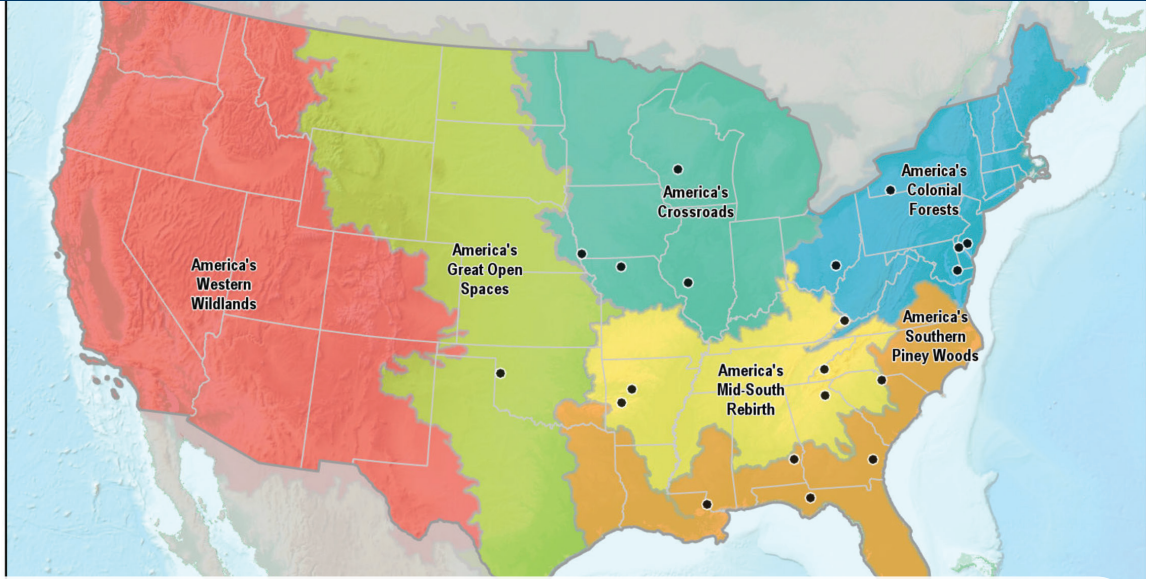 America's
Western
Wildlands
America's
Great Open
Spaces
America's
Crossroads
America's
Colonial
Forests
America's
Mid-South
Rebirth
America's
Southern
Piney Woods